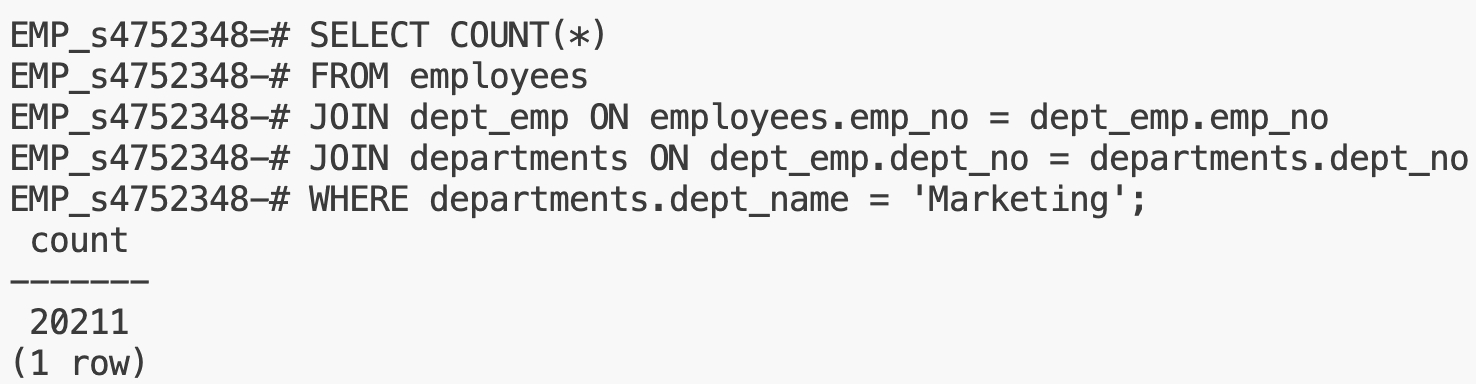 EMP_s4752348=# SELECT COUNT(*)
EMP_s4752348-# FROM employees
EMP_s4752348-# JOIN dept_emp ON employees.emp_no = dept_emp.emp_no
EMP_s4752348-# JOIN departments ON dept_emp.dept_no = departments.dept_no
EMP_s4752348-# WHERE departments.dept_name = 'Marketing';
 count
-------
 20211
(1 row)